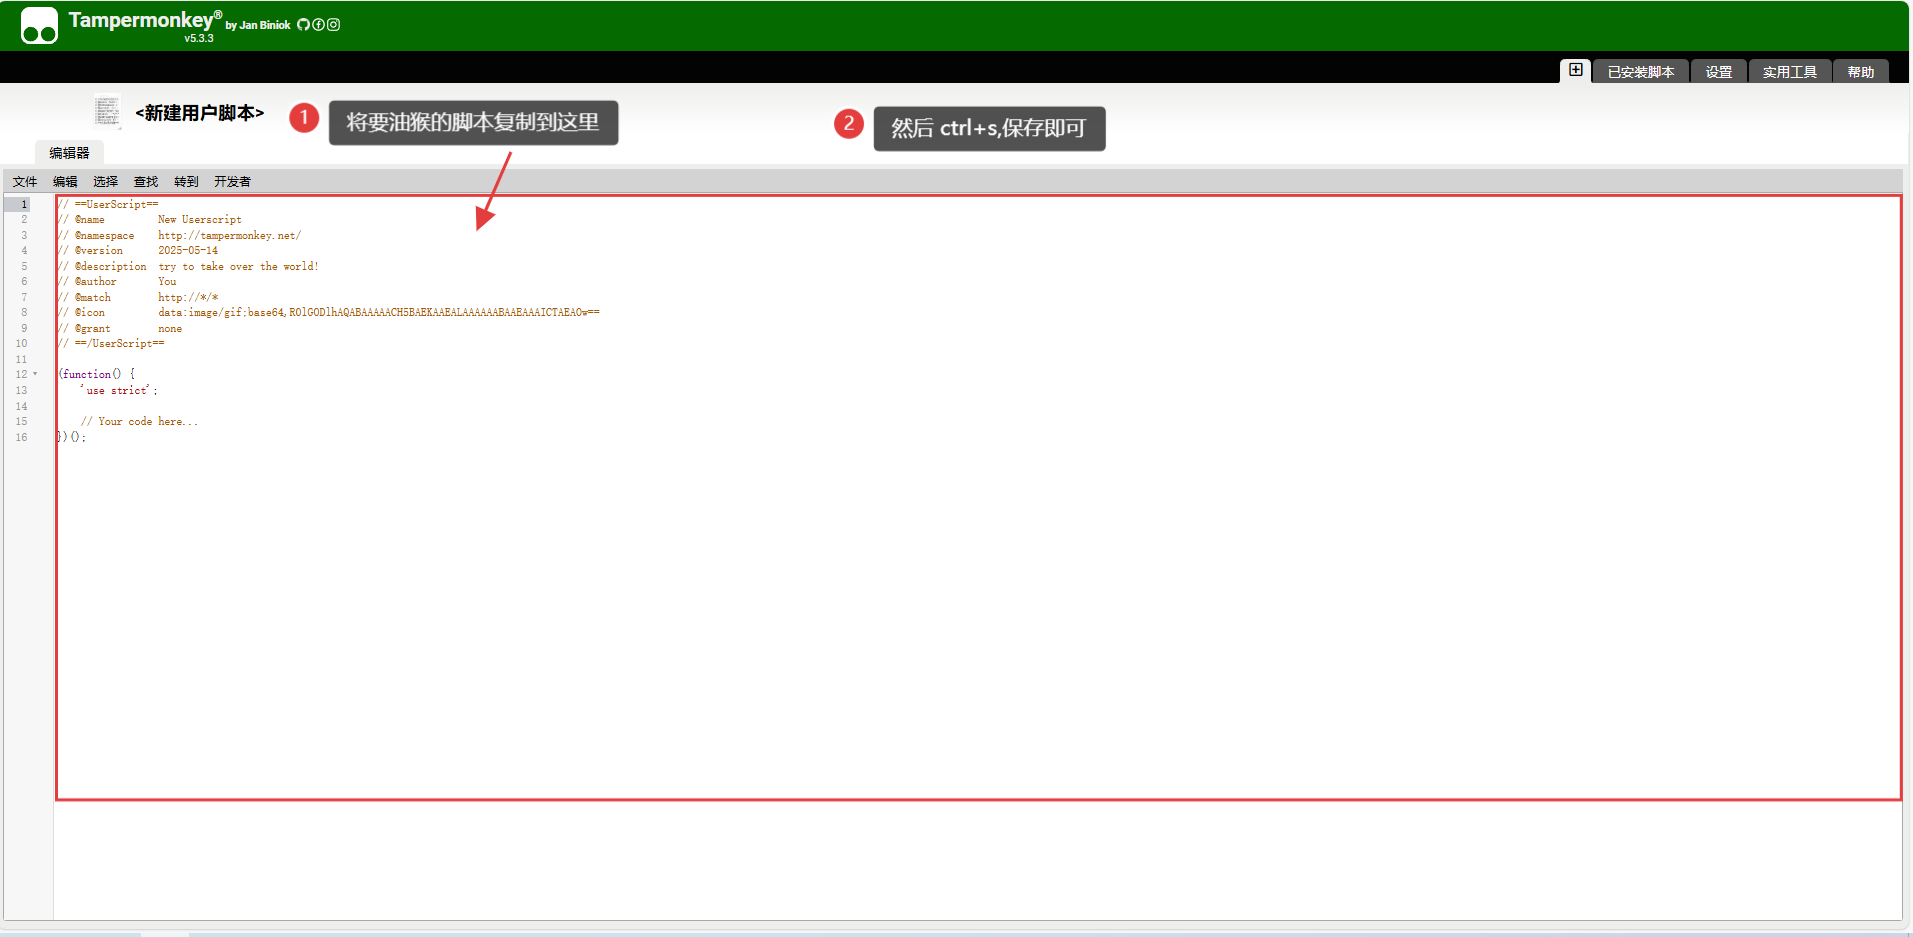 Tampermonkey® by Jan Biniok
v5.3.3
已安装脚本 设置 实用工具 帮助
<新建用户脚本>
1 将要油猴的脚本复制到这里
2 然后 ctrl+s,保存即可
编辑器
文件 编辑 选择 查找 转到 开发者
1 // ==UserScript==
2 // @name         New Userscript
3 // @namespace    http://tampermonkey.net/
4 // @version      2025-05-14
5 // @description  try to take over the world!
6 // @author       You
7 // @match        http://*/*
8 // @icon         data:image/gif;base64,R0lGODlhAQABAAAAACH5BAEKAAEALAAAAAABAAEAAAICTAEAOw==
9 // @grant        none
10 // ==/UserScript==
11
12 (function() {
13     'use strict';
14
15     // Your code here...
16 })();